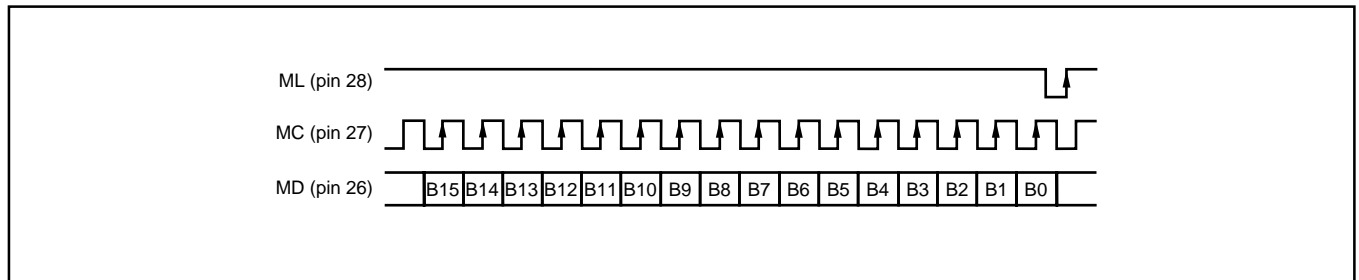 ML (pin 28)
MC (pin 27)
MD (pin 26)
B15 B14 B13 B12 B11 B10 B9 B8 B7 B6 B5 B4 B3 B2 B1 B0